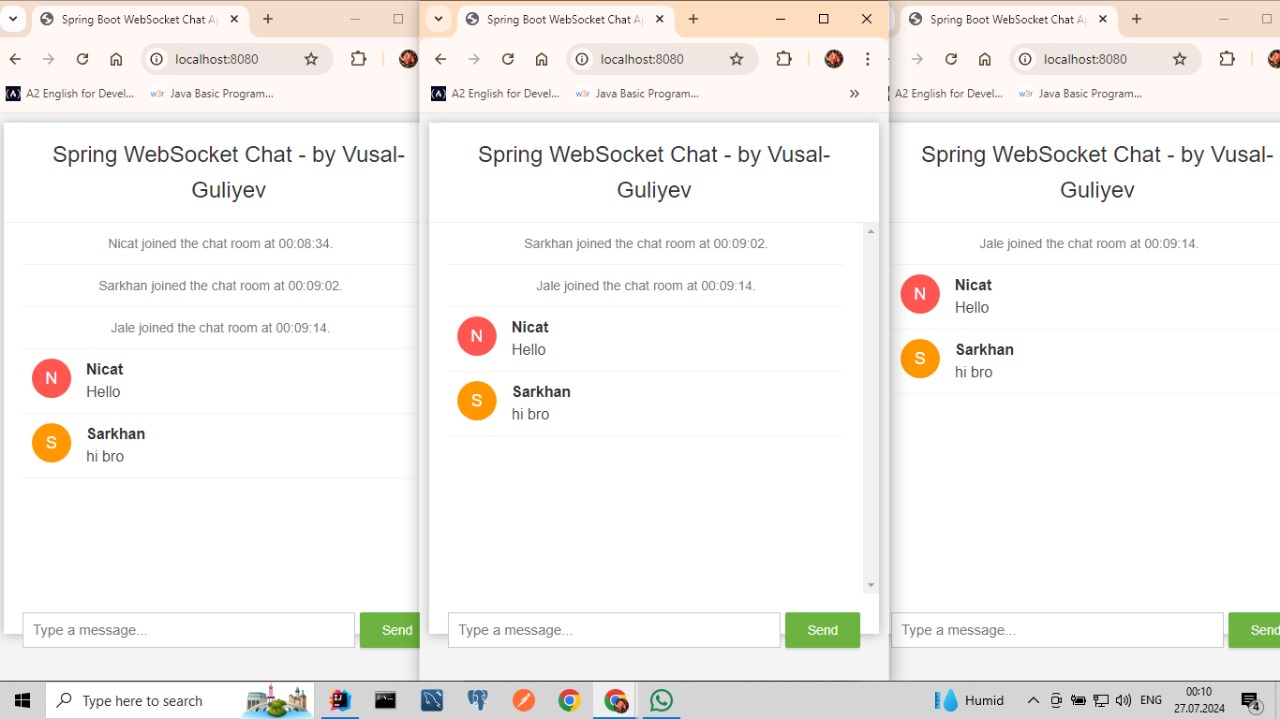 Spring Boot WebSocket Chat A
localhost:8080
A2 English for Devel...
w3r
Java Basic Program...
Spring WebSocket Chat - by Vusal-
Guliyev
Nicat joined the chat room at 00:08:34.
Sarkhan joined the chat room at 00:09:02.
Jale joined the chat room at 00:09:14.
N
Nicat
Hello
S
Sarkhan
hi bro
Type a message...
Send
Spring Boot WebSocket Chat A
localhost:8080
A2 English for Devel...
w3r
Java Basic Program...
Spring WebSocket Chat - by Vusal-
Guliyev
Sarkhan joined the chat room at 00:09:02.
Jale joined the chat room at 00:09:14.
N
Nicat
Hello
S
Sarkhan
hi bro
Type a message...
Send
Spring Boot WebSocket Chat A
localhost:8080
A2 English for Devel...
w3r
Java Basic Program...
Spring WebSocket Chat - by Vusal-
Guliyev
Jale joined the chat room at 00:09:14.
N
Nicat
Hello
S
Sarkhan
hi bro
Type a message...
Send
Type here to search
Humid
ENG
00:10
27.07.2024
4